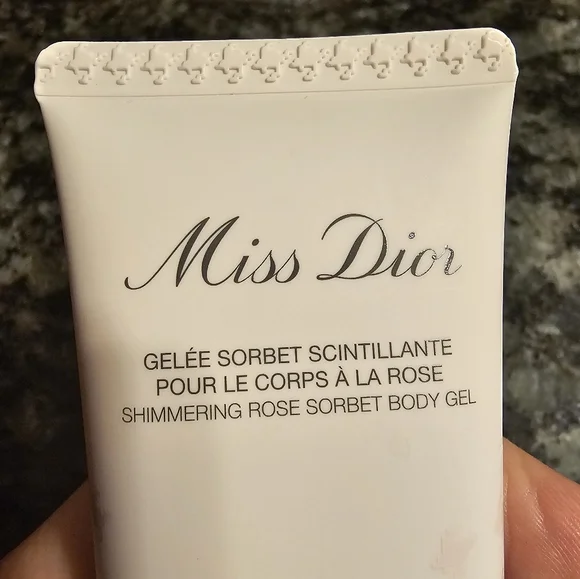 Miss Dior
GELÉE SORBET SCINTILLANTE
POUR LE CORPS À LA ROSE
SHIMMERING ROSE SORBET BODY GEL